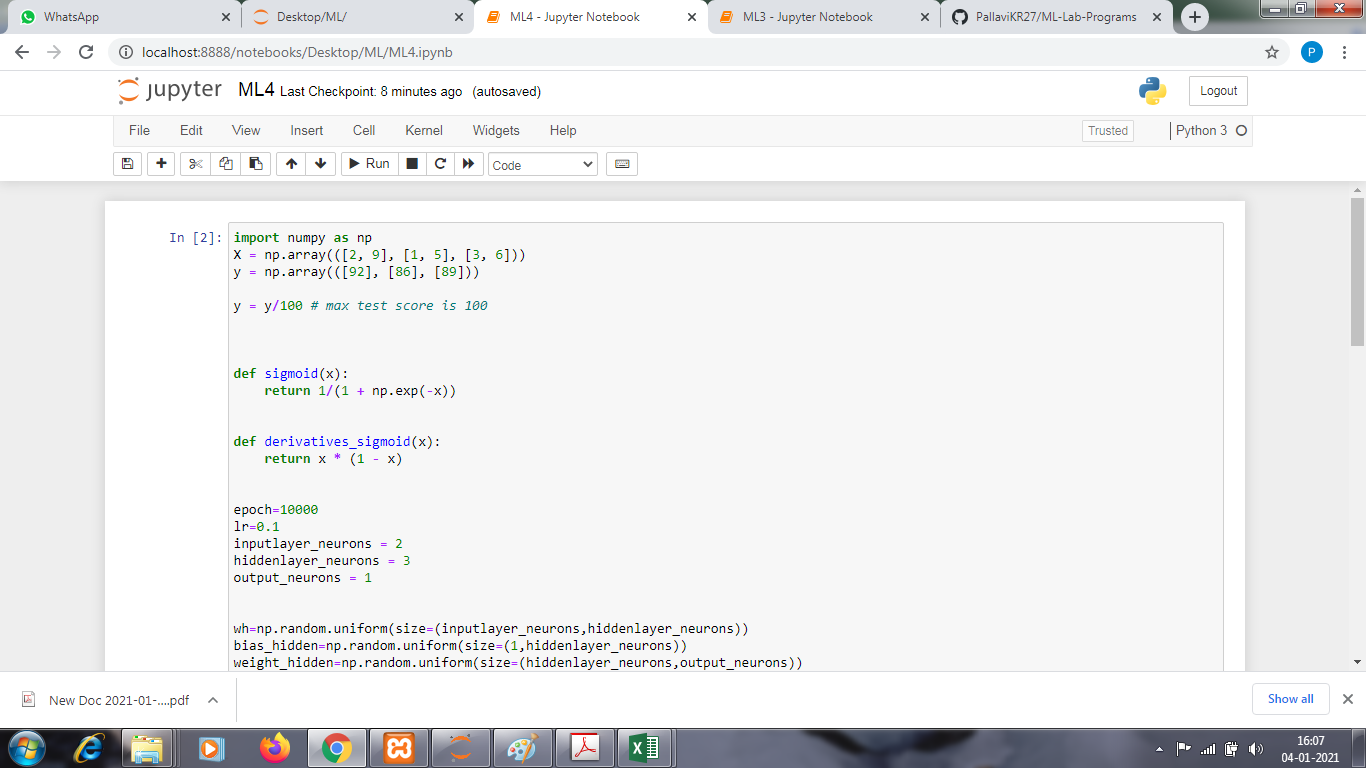 WhatsApp
Desktop/ML/
ML4 - Jupyter Notebook
ML3 - Jupyter Notebook
PallaviKR27/ML-Lab-Programs
localhost:8888/notebooks/Desktop/ML/ML4.ipynb
P
jupyter ML4 Last Checkpoint: 8 minutes ago (autosaved)
Logout
File Edit View Insert Cell Kernel Widgets Help
Trusted
Python 3
Run
Code
In [2]:
import numpy as np
X = np.array(([2, 9], [1, 5], [3, 6]))
y = np.array(([92], [86], [89]))
y = y/100 # max test score is 100
def sigmoid(x):
    return 1/(1 + np.exp(-x))
def derivatives_sigmoid(x):
    return x * (1 - x)
epoch=10000
lr=0.1
inputlayer_neurons = 2
hiddenlayer_neurons = 3
output_neurons = 1
wh=np.random.uniform(size=(inputlayer_neurons,hiddenlayer_neurons))
bias_hidden=np.random.uniform(size=(1,hiddenlayer_neurons))
weight_hidden=np.random.uniform(size=(hiddenlayer_neurons,output_neurons))
New Doc 2021-01-....pdf
Show all
16:07
04-01-2021